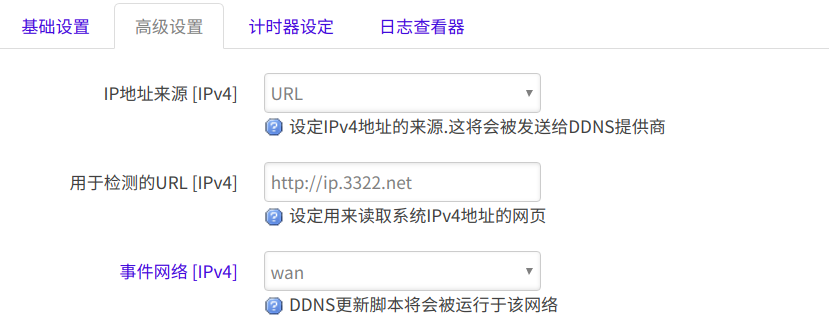 基础设置 高级设置 计时器设定 日志查看器
IP地址来源 [IPv4] URL
设定IPv4地址的来源.这将会被发送给DDNS提供商
用于检测的URL [IPv4] http://ip.3322.net
设定用来读取系统IPv4地址的网页
事件网络 [IPv4] wan
DDNS更新脚本将会被运行于该网络